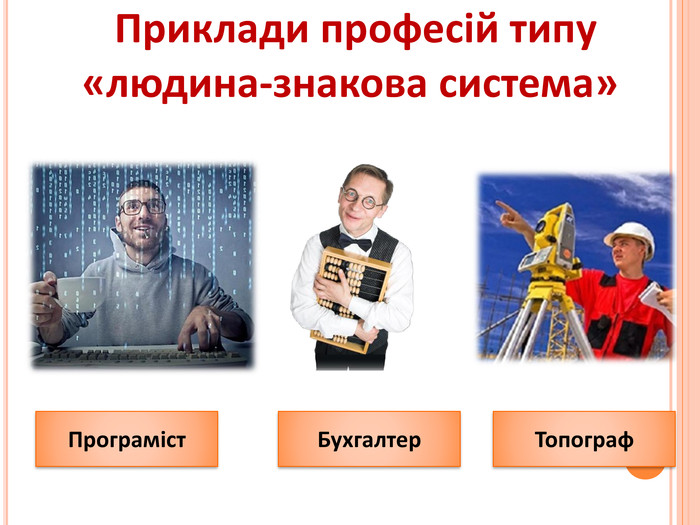 Приклади професій типу
«людина-знакова система»
Програміст
Бухгалтер
Топограф